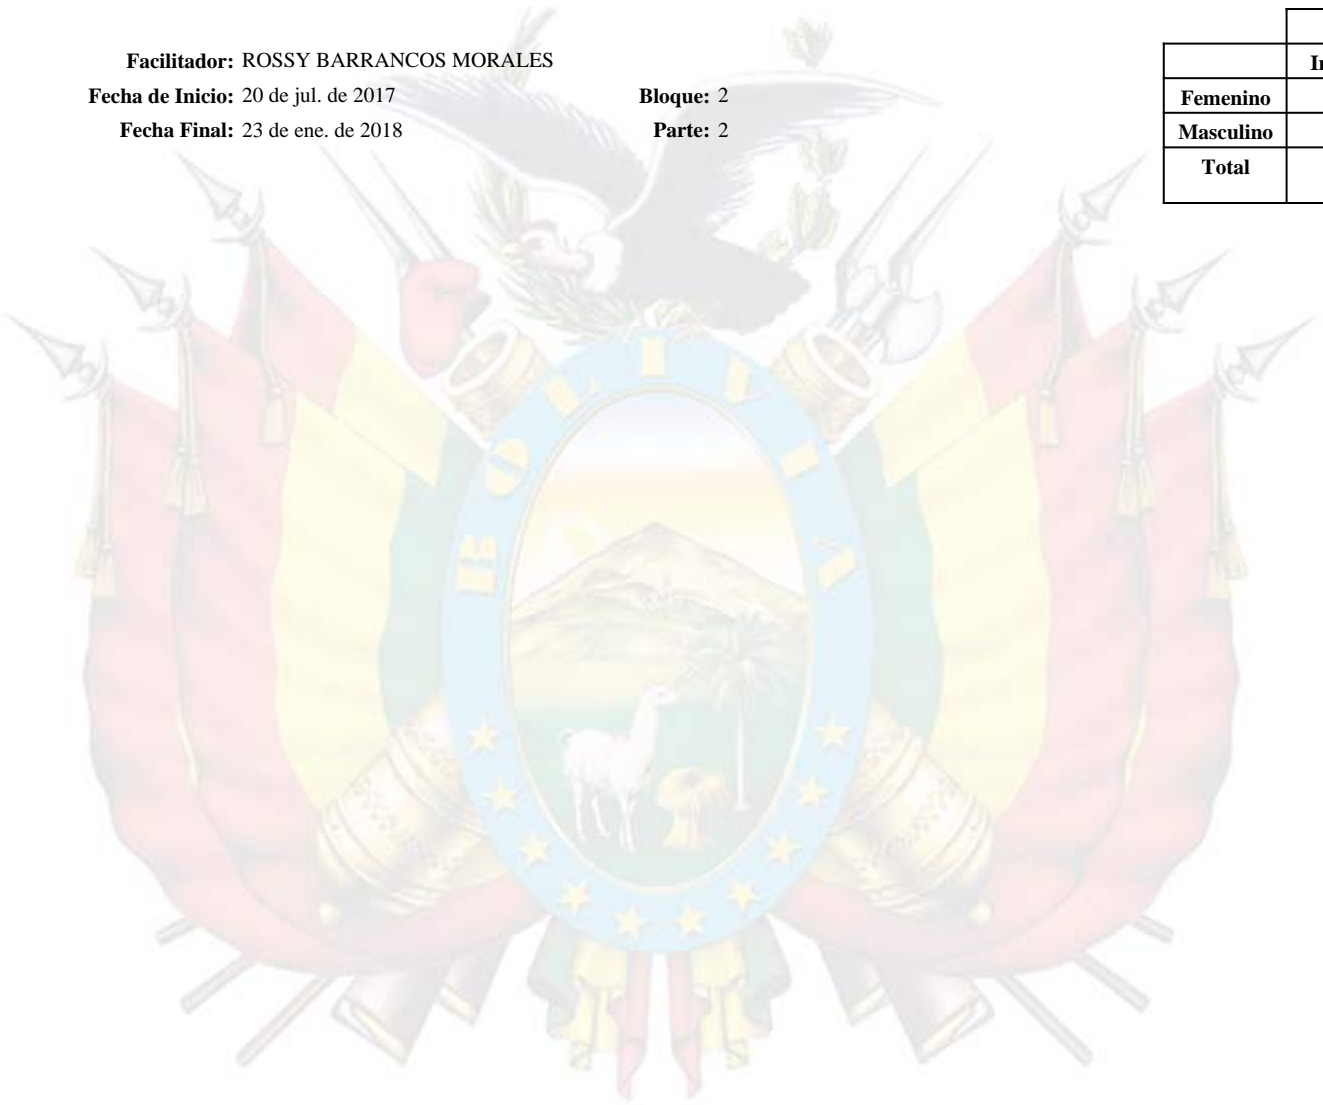 Facilitador: ROSSY BARRANCOS MORALES
Fecha de Inicio: 20 de jul. de 2017 Bloque: 2
Fecha Final: 23 de ene. de 2018 Parte: 2
Femenino
Masculino
Total
BOLIVIA